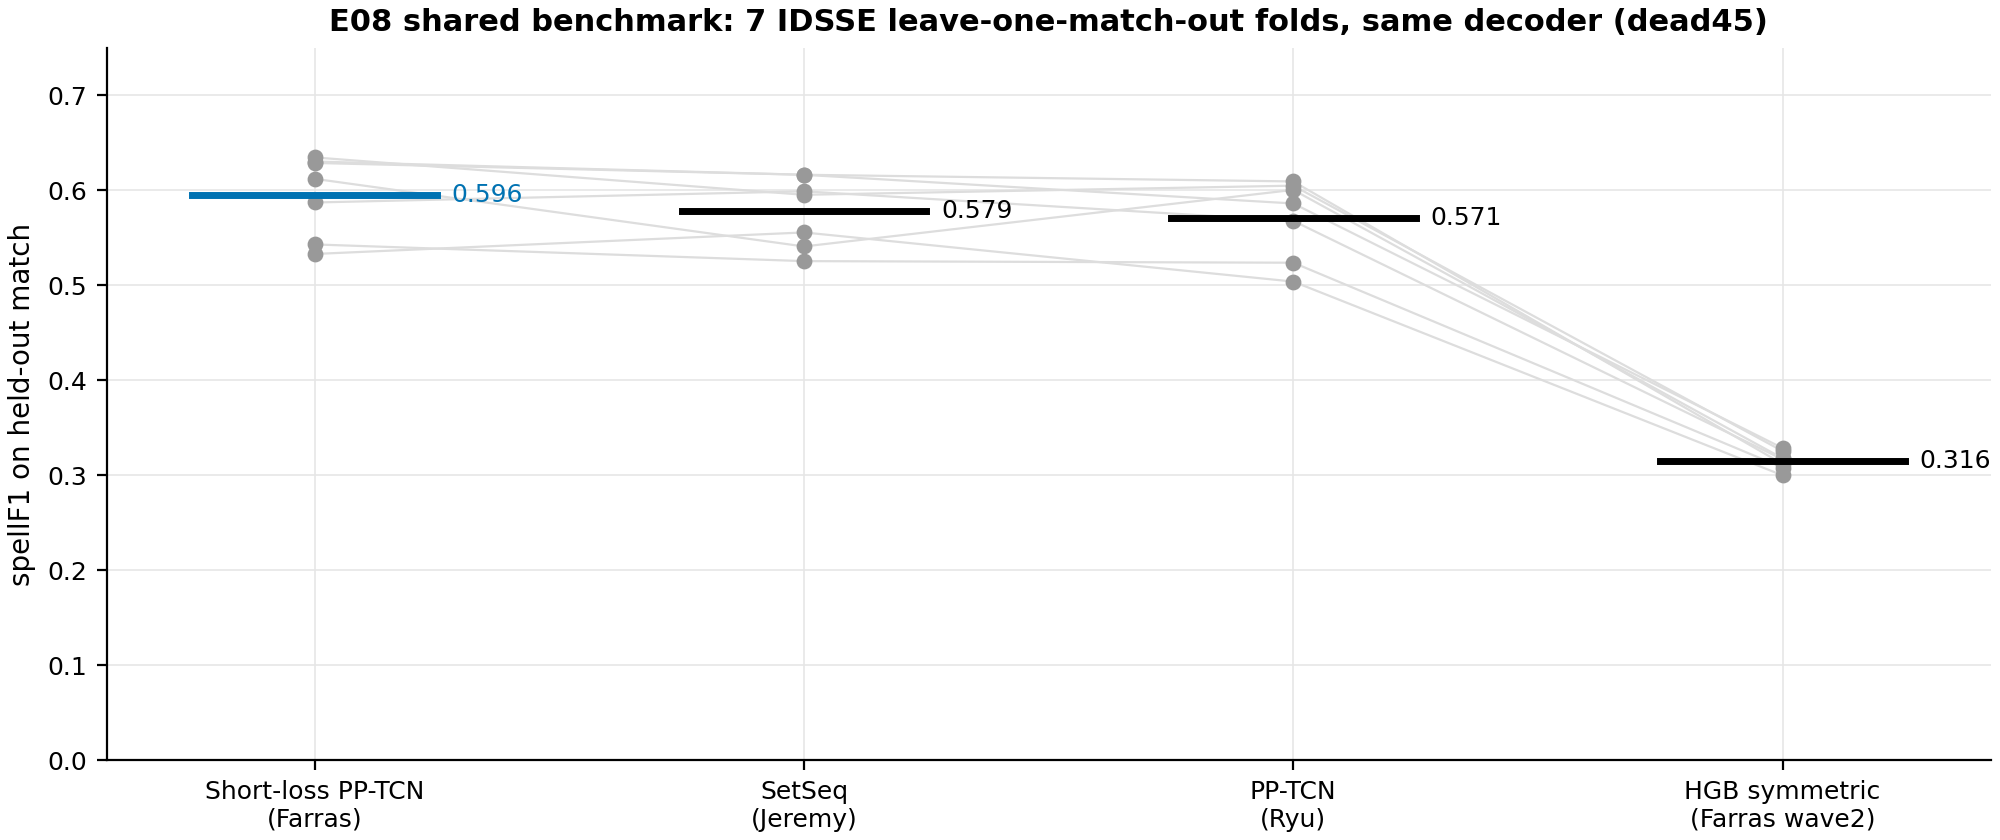 E08 shared benchmark: 7 IDSSE leave-one-match-out folds, same decoder (dead45)
spellF1 on held-out match
0.7
0.6
0.5
0.4
0.3
0.2
0.1
0.0
0.596
0.579
0.571
0.316
Short-loss PP-TCN
(Farras)
SetSeq
(Jeremy)
PP-TCN
(Ryu)
HGB symmetric
(Farras wave2)